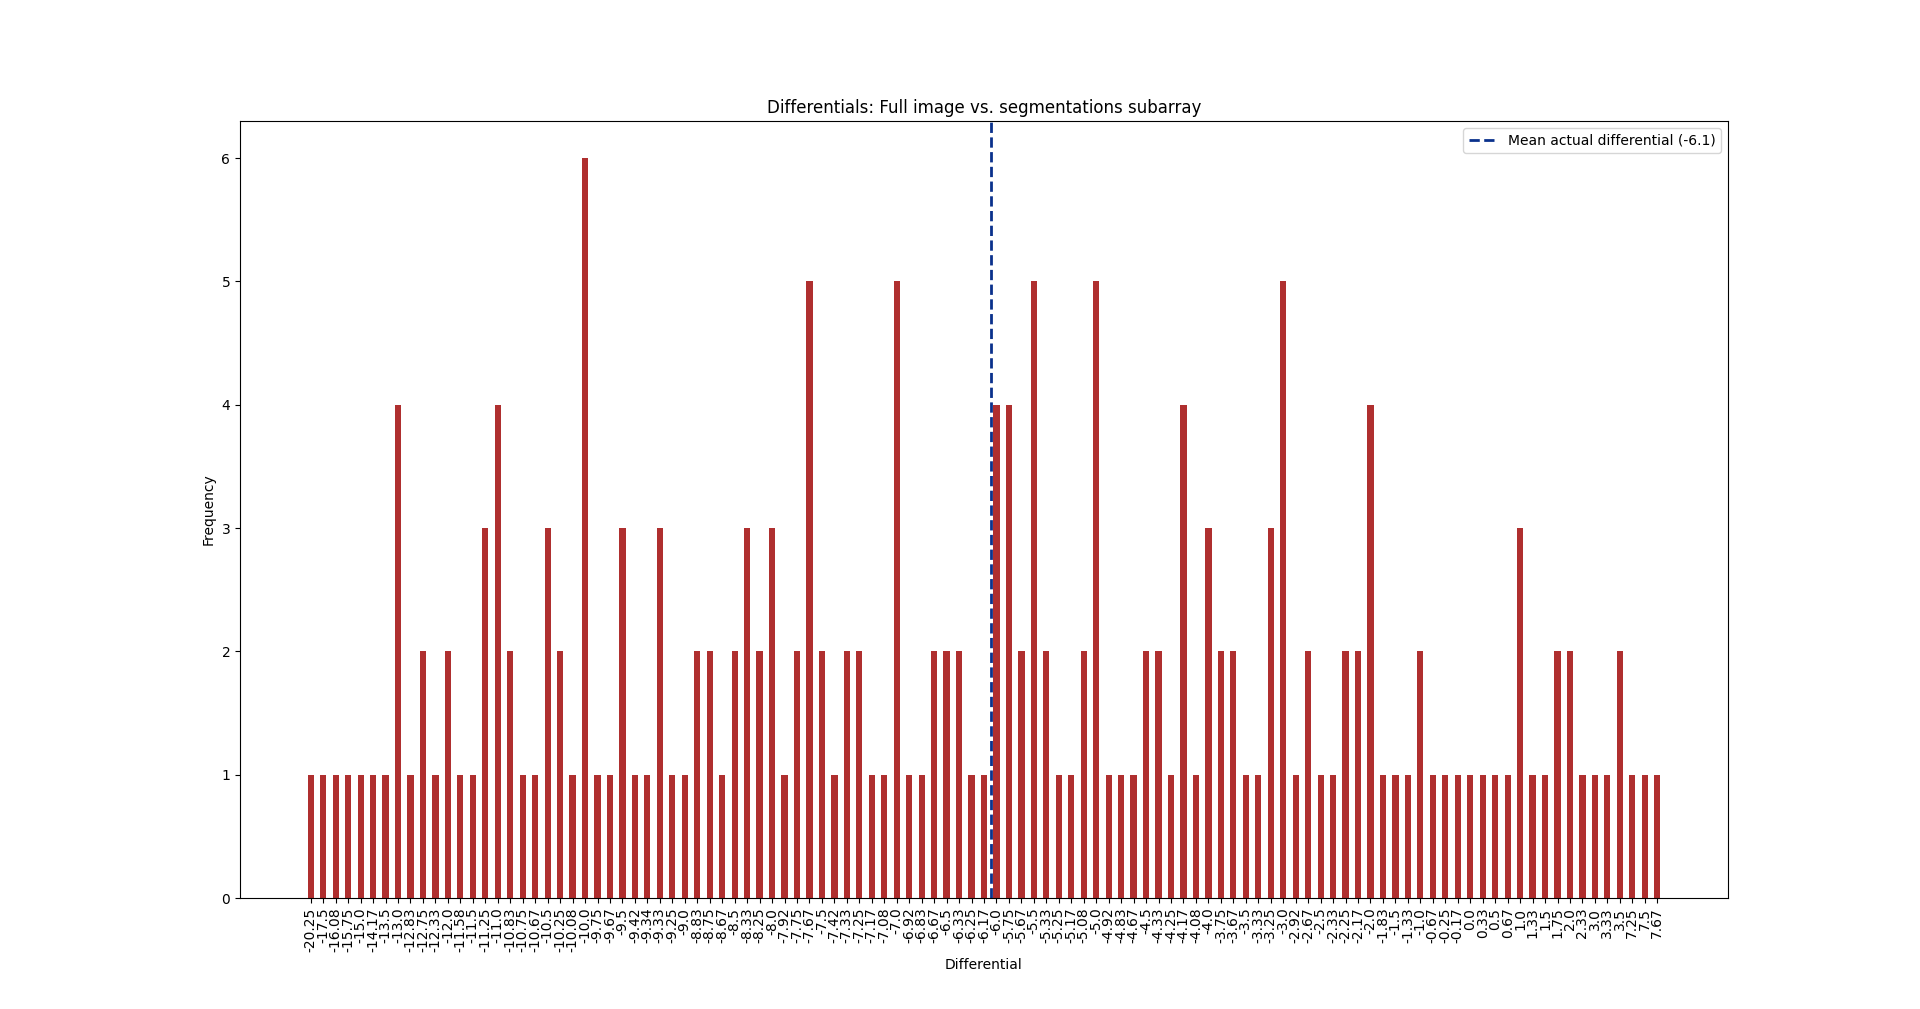 Differentials: Full image vs. segmentations subarray
Mean actual differential (-6.1)
Frequency
6
5
4
3
2
1
0
-20.25 -17.5 -16.08 -15.75 -15.0 -14.17 -13.5 -13.0 -12.83 -12.75 -12.33 -12.0 -11.58 -11.5 -11.25 -11.0 -10.83 -10.75 -10.67 -10.5 -10.25 -10.08 -10.0 -9.75 -9.67 -9.5 -9.42 -9.34 -9.33 -9.25 -9.0 -8.83 -8.75 -8.67 -8.5 -8.33 -8.25 -8.0 -7.92 -7.75 -7.67 -7.5 -7.42 -7.33 -7.25 -7.17 -7.08 -7.0 -6.92 -6.83 -6.67 -6.5 -6.33 -6.25 -6.17 -6.0 -5.75 -5.67 -5.5 -5.33 -5.25 -5.17 -5.08 -5.0 -4.92 -4.83 -4.67 -4.5 -4.33 -4.25 -4.17 -4.08 -4.0 -3.75 -3.67 -3.5 -3.33 -3.25 -3.0 -2.92 -2.67 -2.5 -2.33 -2.25 -2.17 -2.0 -1.83 -1.5 -1.33 -1.0 -0.67 -0.25 -0.17 0.0 0.33 0.5 0.67 1.0 1.33 1.5 1.75 2.0 2.33 3.0 3.33 3.5 7.25 7.5 7.67
Differential